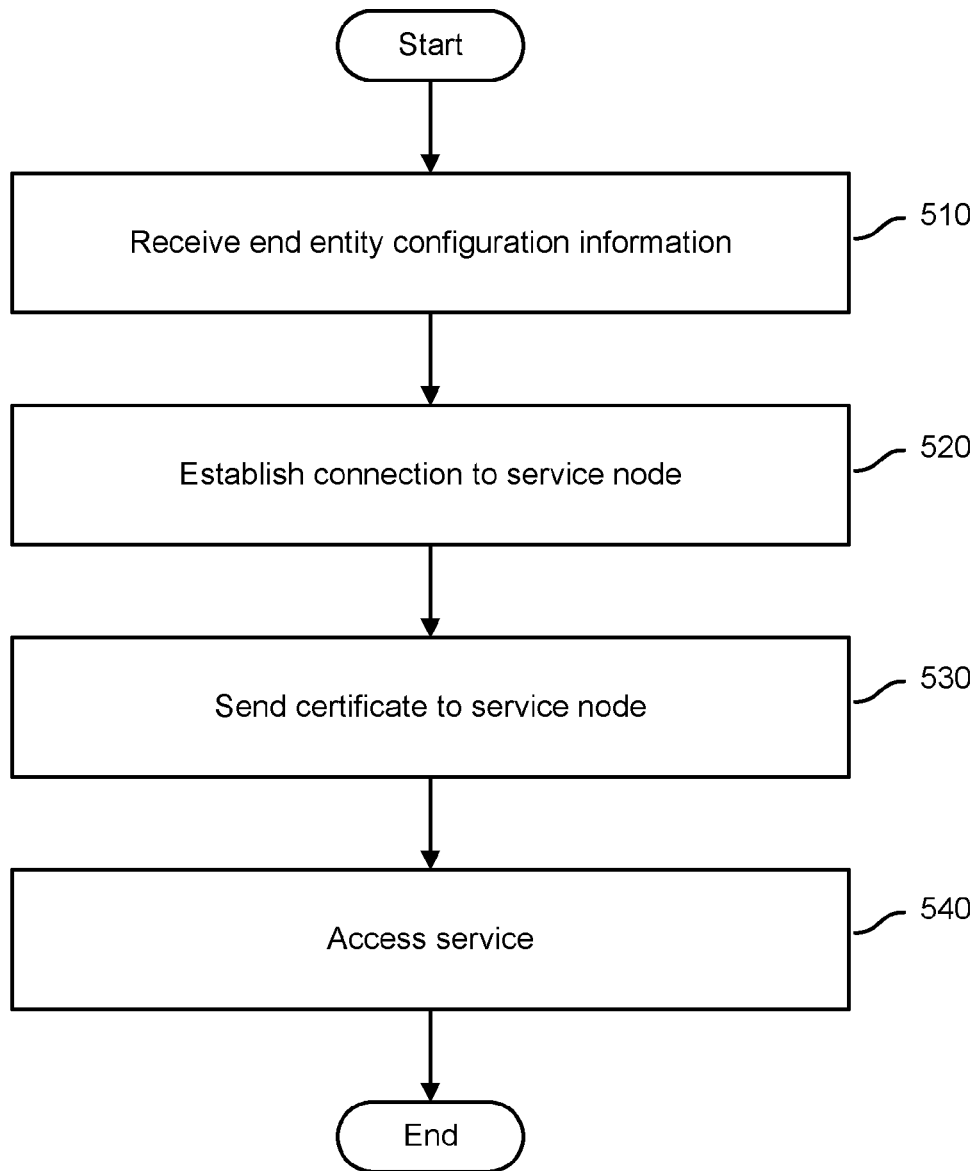 Start
Receive end entity configuration information
510
Establish connection to service node
520
Send certificate to service node
530
Access service
540
End